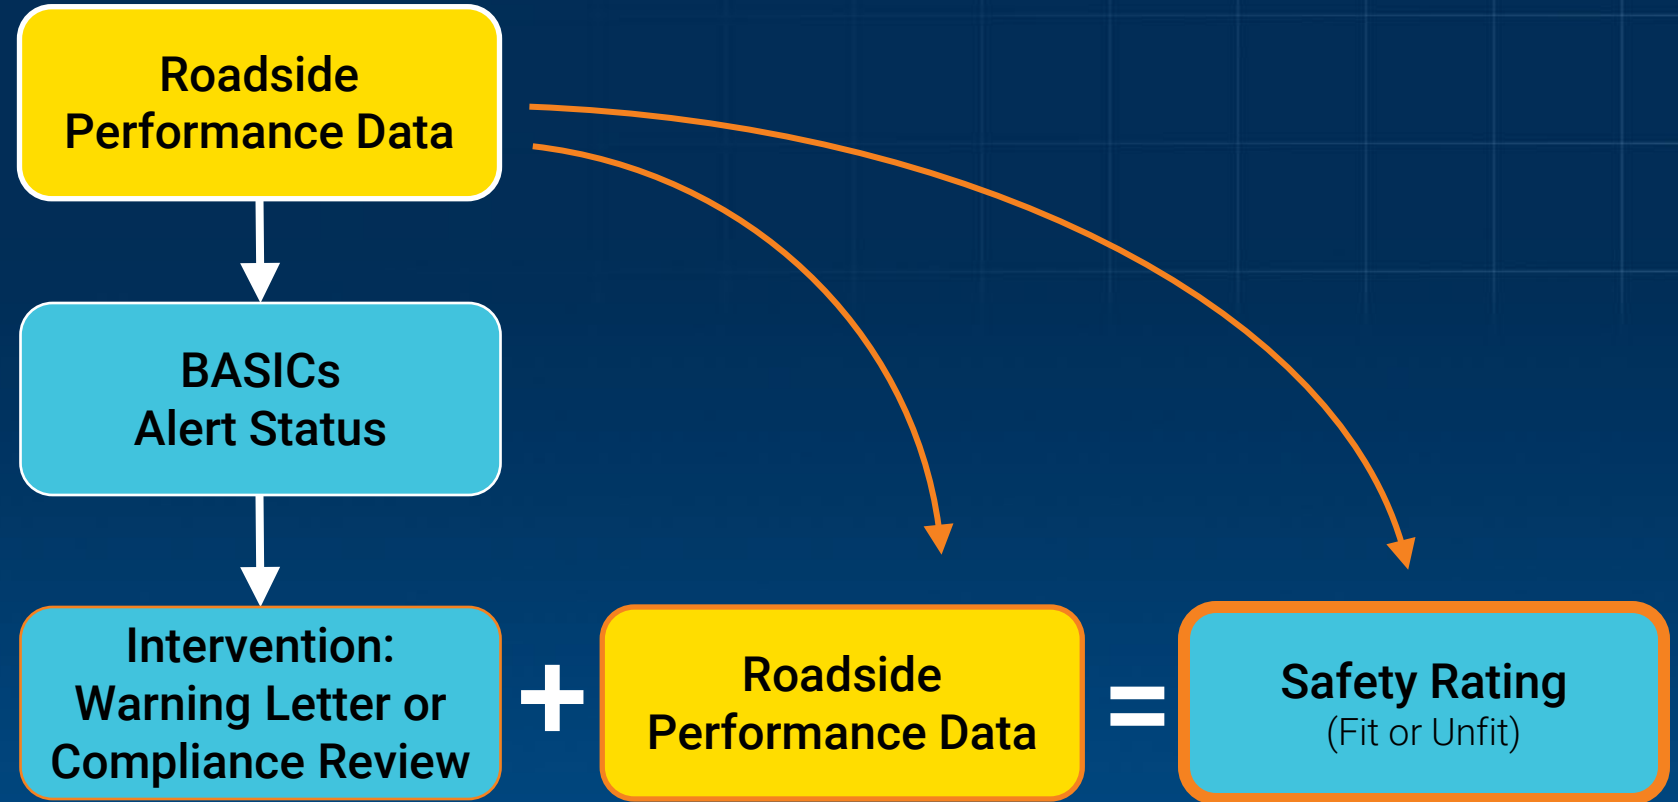 Roadside
Performance Data
BASICs
Alert Status
Intervention:
Warning Letter or
Compliance Review
+
Roadside
Performance Data
=
Safety Rating
(Fit or Unfit)